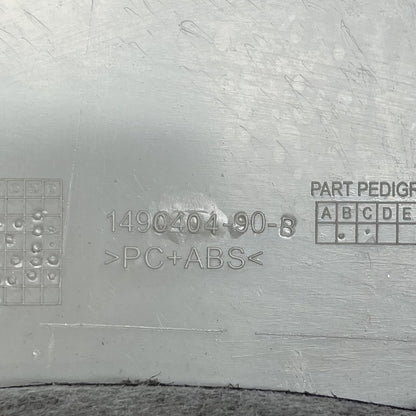 1490404-90-B
>PC+ABS<
PART PEDIGR
A B C D E